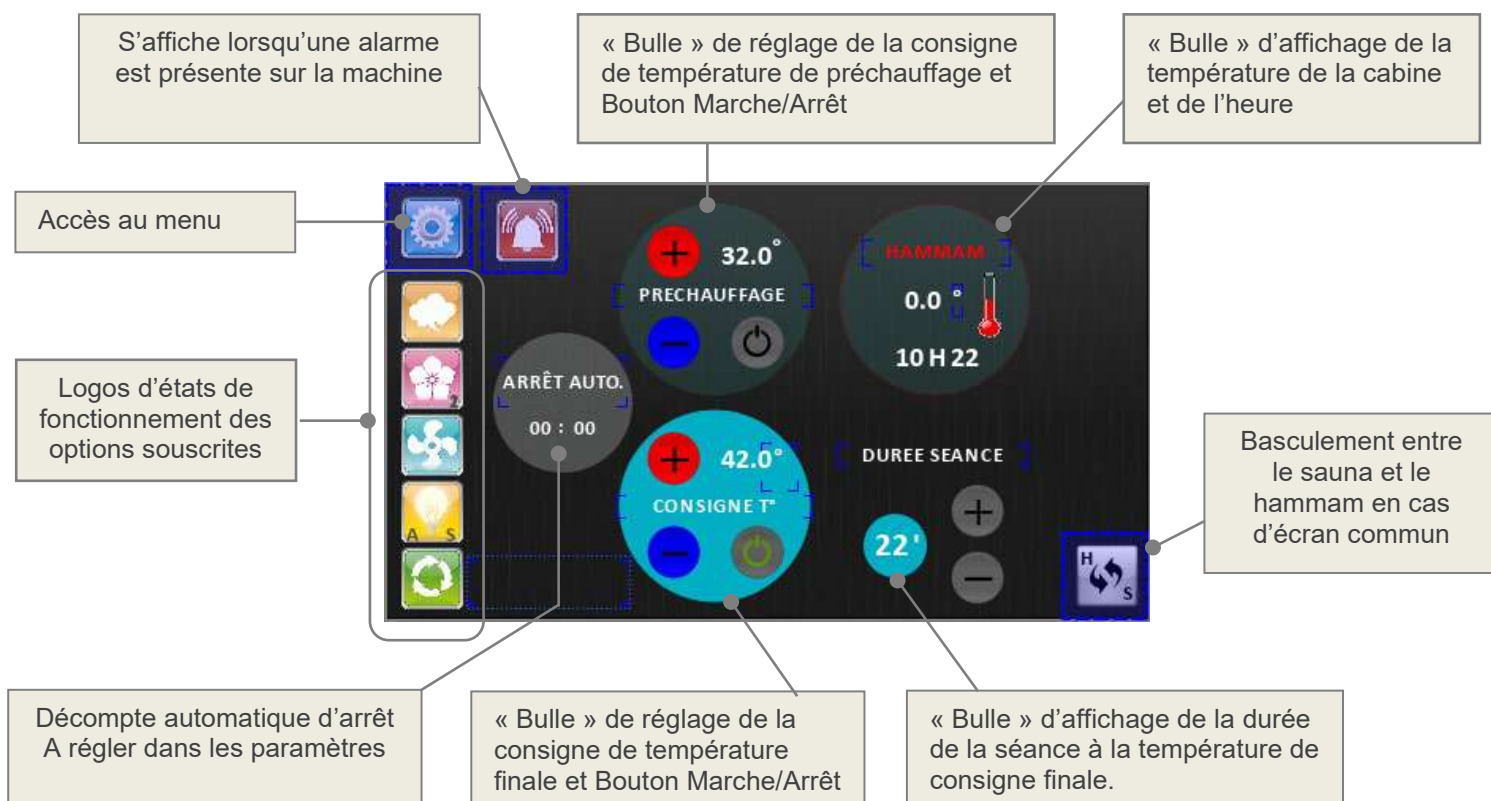 S’affiche lorsqu’une alarme
est présente sur la machine
« Bulle » de réglage de la consigne
de température de préchauffage et
Bouton Marche/Arrêt
« Bulle » d’affichage de la
température de la cabine
et de l’heure
Accès au menu
Logos d’états de
fonctionnement des
options souscrites
32.0°
PRECHAUFFAGE
HAMMAM
0.0 °
10 H 22
2
ARRÊT AUTO.
00 : 00
42.0°
CONSIGNE T°
DUREE SEANCE
22 '
A S
H
S
Basculement entre
le sauna et le
hammam en cas
d’écran commun
Décompte automatique d’arrêt
A régler dans les paramètres
« Bulle » de réglage de la
consigne de température
finale et Bouton Marche/Arrêt
« Bulle » d’affichage de la durée
de la séance à la température de
consigne finale.